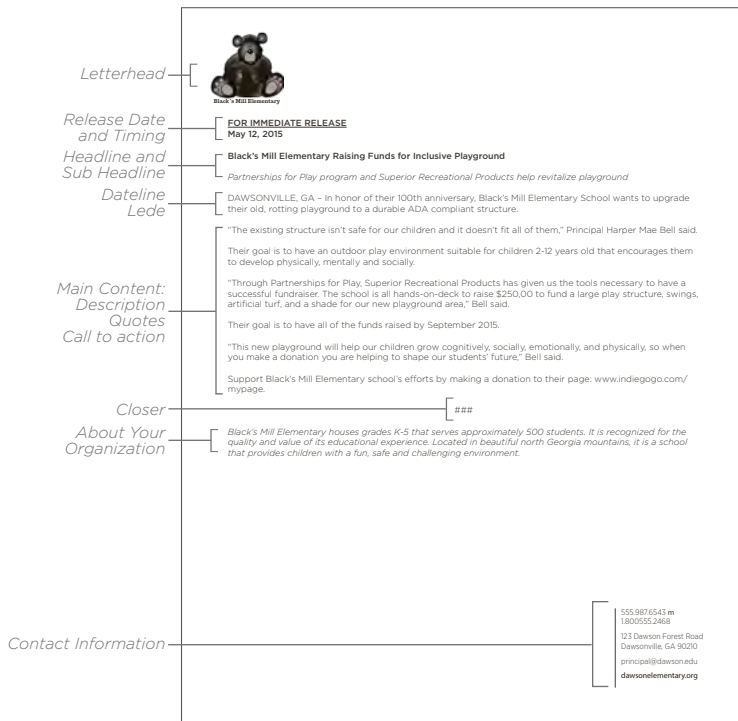 Letterhead
Black's Mill Elementary
Release Date
and Timing
FOR IMMEDIATE RELEASE
May 12, 2015
Headline and
Sub Headline
Black's Mill Elementary Raising Funds for Inclusive Playground
Partnerships for Play program and Superior Recreational Products help revitalize playground
Dateline
Lede
DAWSONVILLE, GA – In honor of their 100th anniversary, Black's Mill Elementary School wants to upgrade
their old, rotting playground to a durable ADA compliant structure.
Main Content:
Description
Quotes
Call to action
"The existing structure isn't safe for our children and it doesn't fit all of them," Principal Harper Mae Bell said.
Their goal is to have an outdoor play environment suitable for children 2-12 years old that encourages them
to develop physically, mentally and socially.
"Through Partnerships for Play, Superior Recreational Products has given us the tools necessary to have a
successful fundraiser. The school is all hands-on-deck to raise $250,00 to fund a large play structure, swings,
artificial turf, and a shade for our new playground area," Bell said.
Their goal is to have all of the funds raised by September 2015.
"This new playground will help our children grow cognitively, socially, emotionally, and physically, so when
you make a donation you are helping to shape our students' future," Bell said.
Support Black's Mill Elementary school's efforts by making a donation to their page: www.indiegogo.com/
mypage.
Closer
###
About Your
Organization
Black's Mill Elementary houses grades K-5 that serves approximately 500 students. It is recognized for the
quality and value of its educational experience. Located in beautiful north Georgia mountains, it is a school
that provides children with a fun, safe and challenging environment.
Contact Information
555.987.6543 m
1.800555.2468
123 Dawson Forest Road
Dawsonville, GA 90210
principal@dawson.edu
dawsonelementary.org